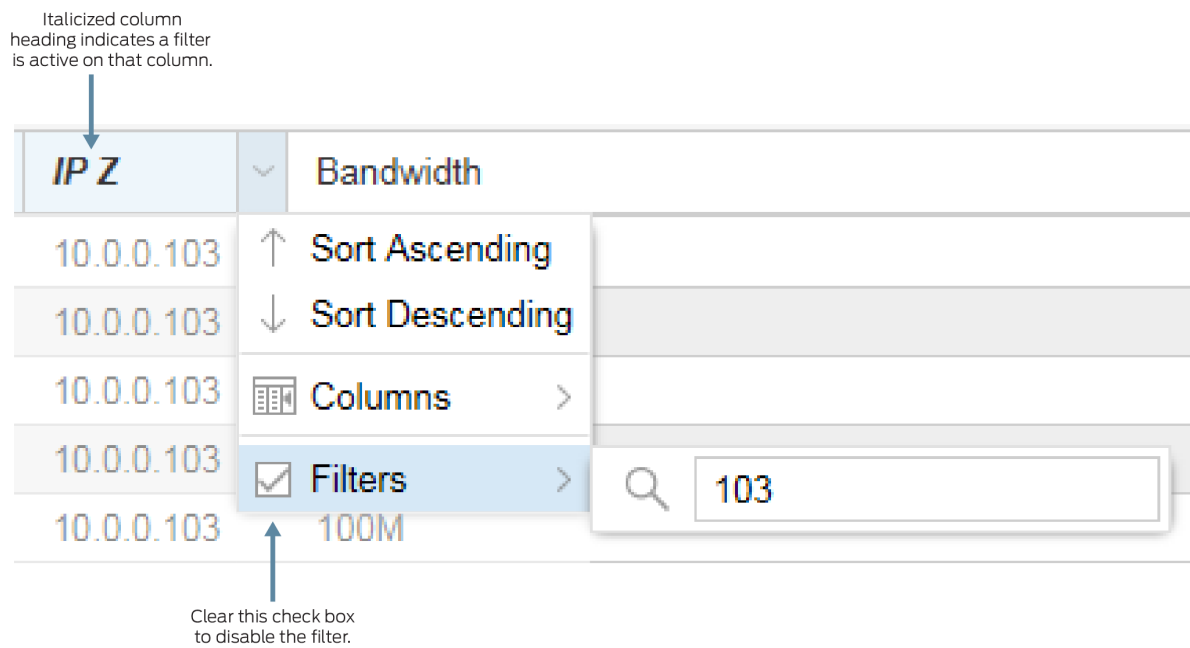 Italicized column
heading indicates a filter
is active on that column.
IP Z
Bandwidth
10.0.0.103
Sort Ascending
10.0.0.103
Sort Descending
10.0.0.103
Columns
10.0.0.103
Filters
103
10.0.0.103
100M
Clear this check box
to disable the filter.